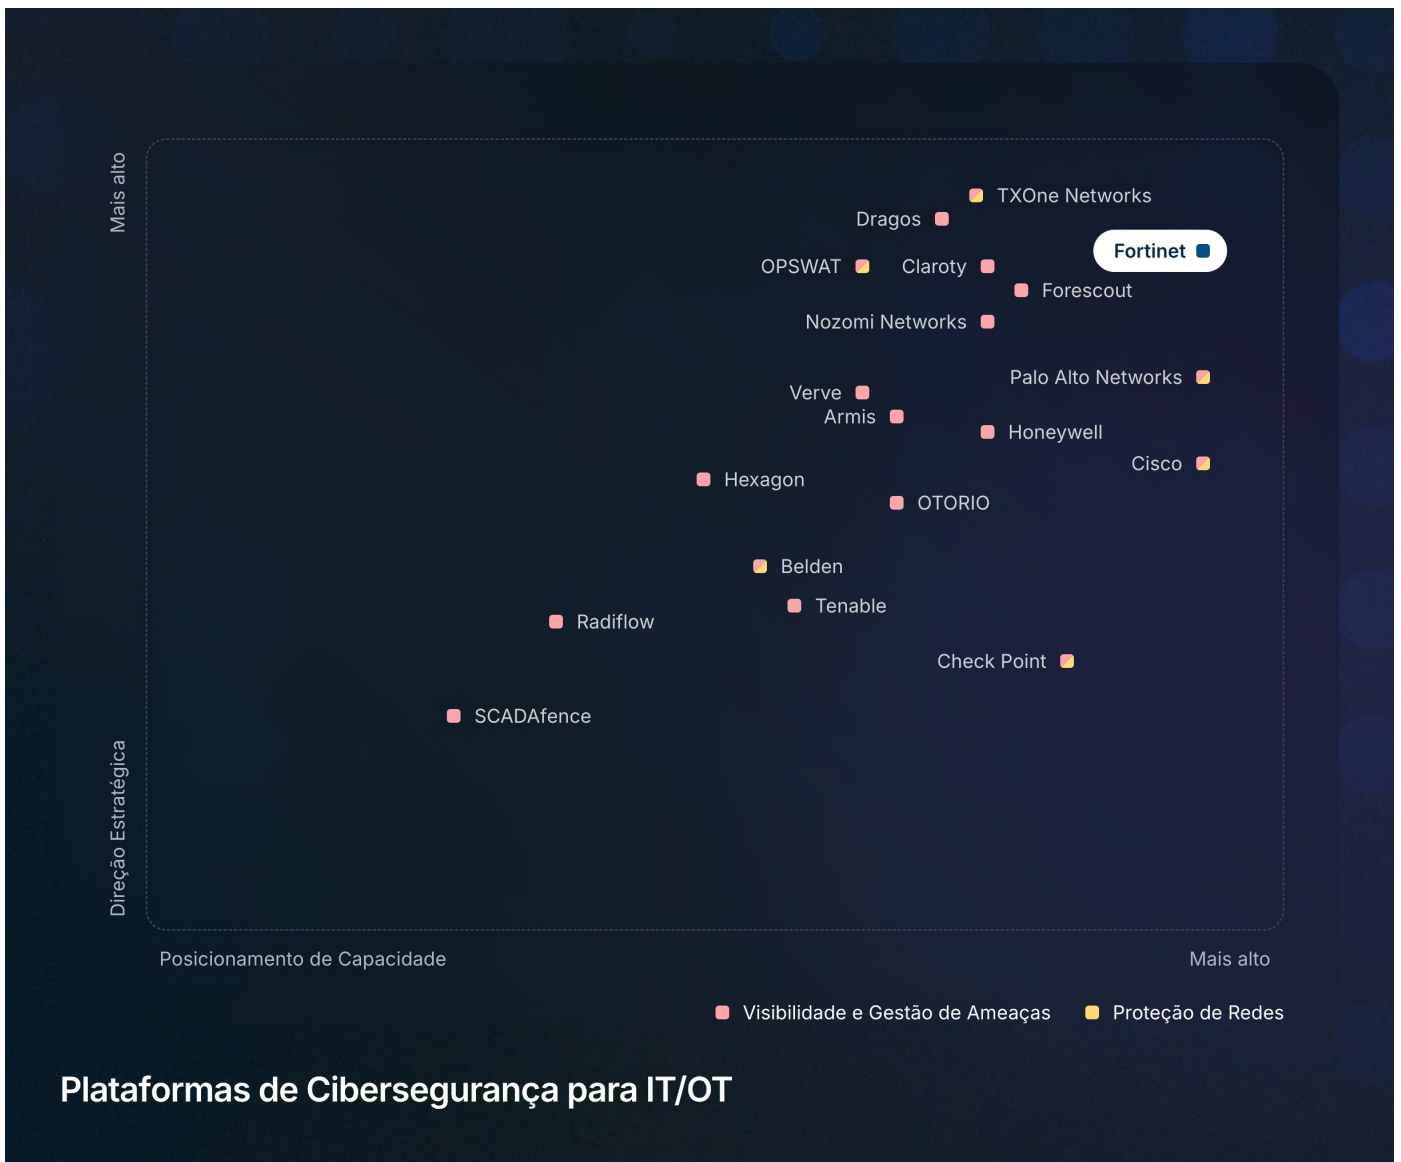 Mais alto
TXOne Networks
Dragos
Fortinet
OPSWAT
Claroty
Forescout
Nozomi Networks
Palo Alto Networks
Verve
Armis
Honeywell
Cisco
Hexagon
OTORIO
Belden
Tenable
Radiflow
Check Point
SCADAfence
Direção Estratégica
Posicionamento de Capacidade
Mais alto
Visibilidade e Gestão de Ameaças
Proteção de Redes
Plataformas de Cibersegurança para IT/OT